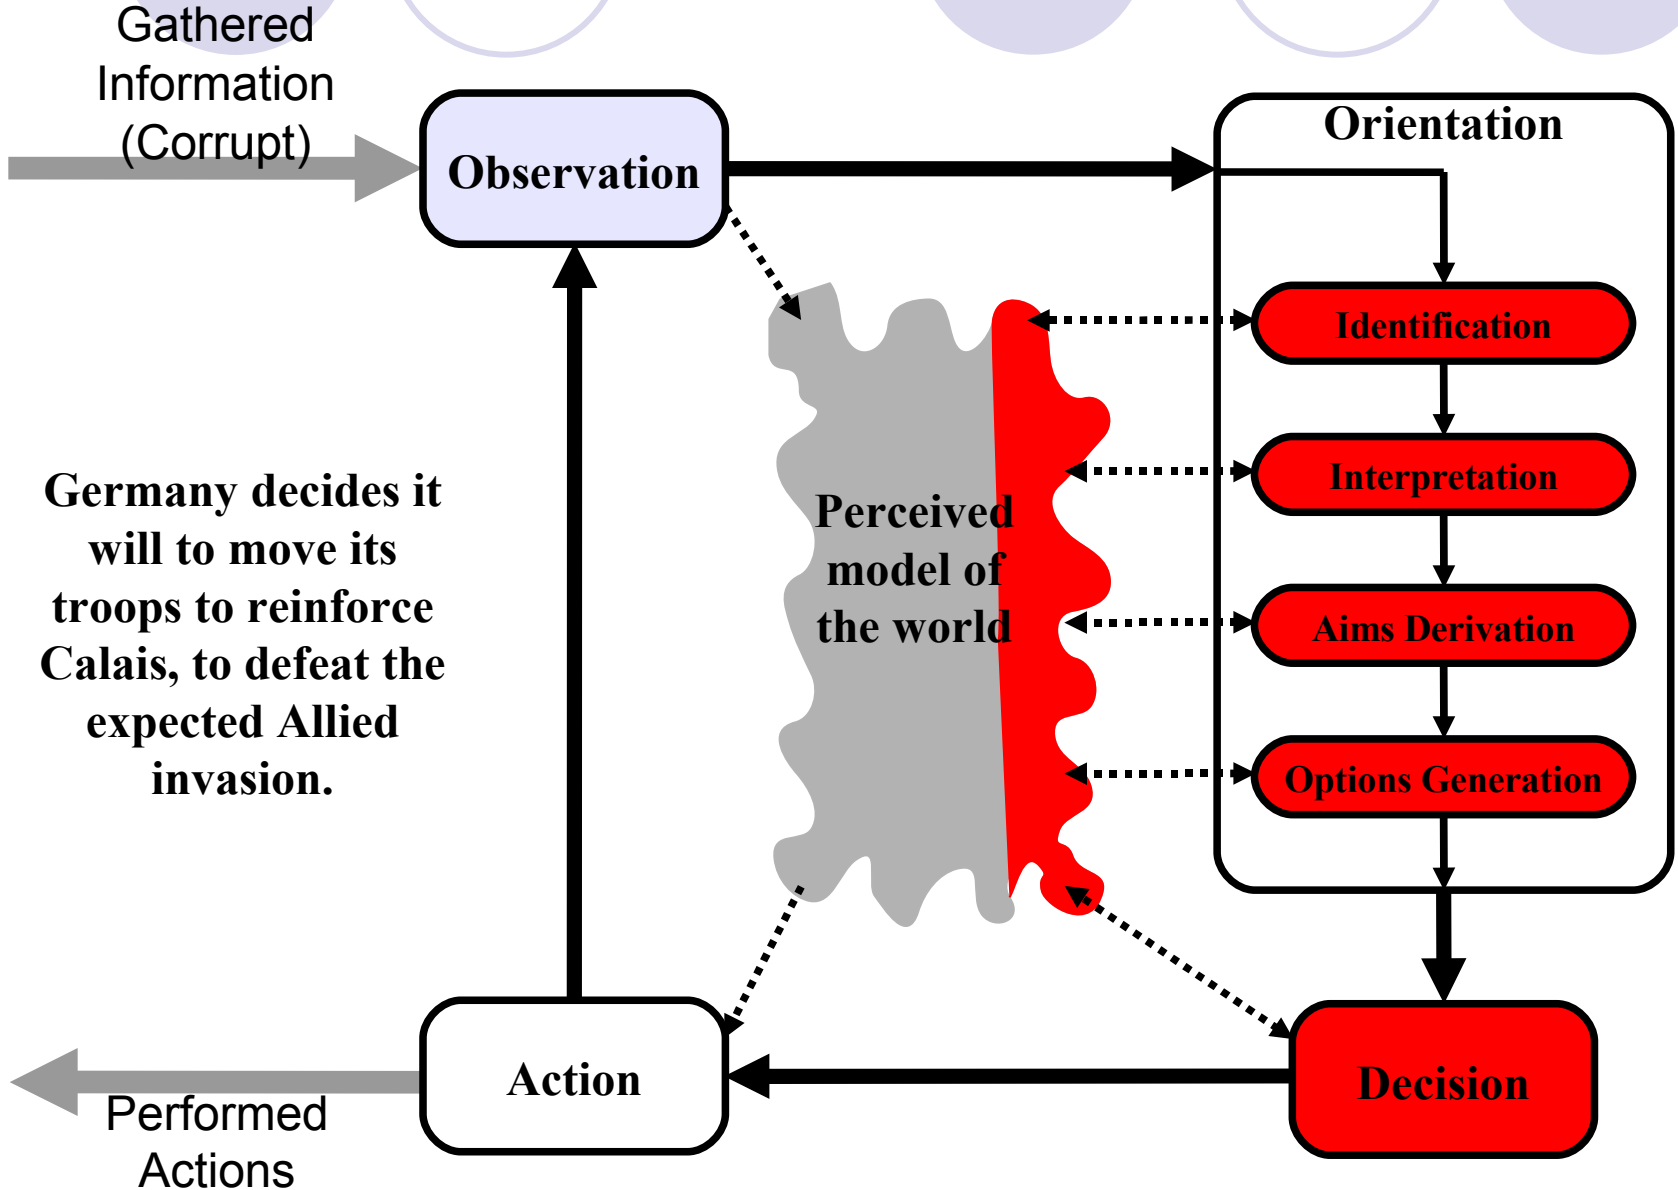 Gathered
Information
(Corrupt)
Observation
Orientation
Identification
Interpretation
Aims Derivation
Options Generation
Perceived
model of
the world
Germany decides it
will to move its
troops to reinforce
Calais, to defeat the
expected Allied
invasion.
Action
Decision
Performed
Actions